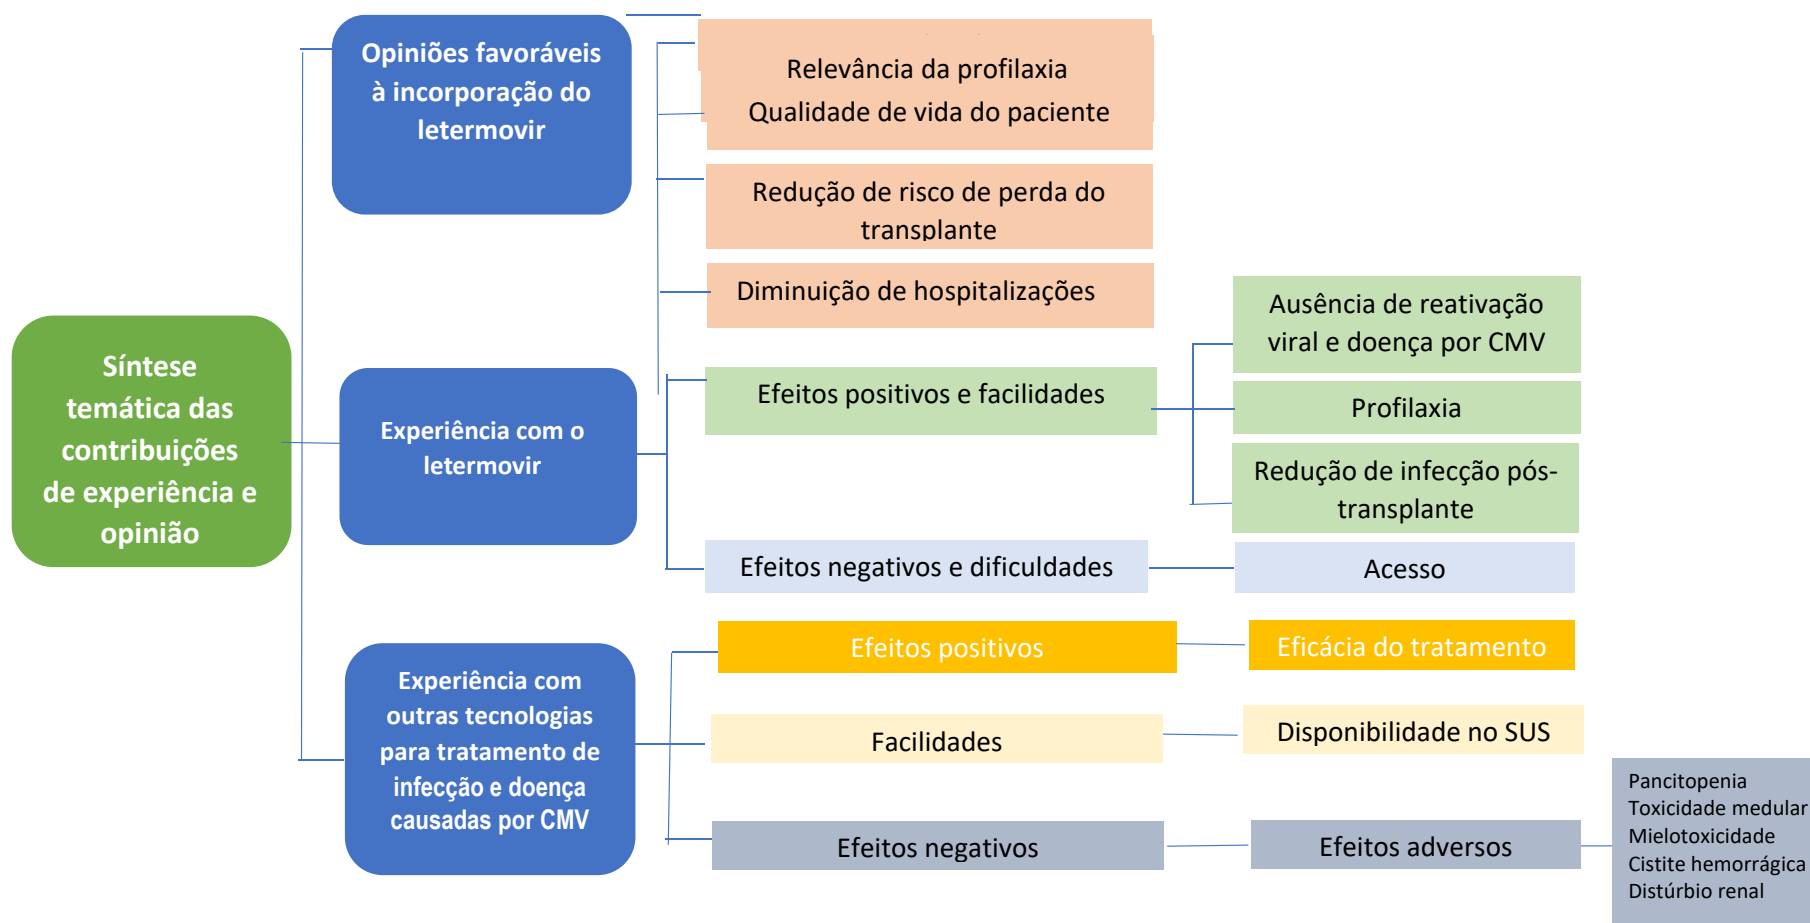 Síntese
temática das
contribuições
de experiência e
opinião
Opiniões favoráveis
à incorporação do
letermovir
Relevância da profilaxia
Qualidade de vida do paciente
Redução de risco de perda do
transplante
Diminuição de hospitalizações
Experiência com o
letermovir
Efeitos positivos e facilidades
Ausência de reativação
viral e doença por CMV
Profilaxia
Redução de infecção pós-
transplante
Efeitos negativos e dificuldades
Acesso
Experiência com
outras tecnologias
para tratamento de
infecção e doença
causadas por CMV
Efeitos positivos
Eficácia do tratamento
Facilidades
Disponibilidade no SUS
Efeitos negativos
Efeitos adversos
Pancitopenia
Toxicidade medular
Mielotoxicidade
Cistite hemorrágica
Distúrbio renal